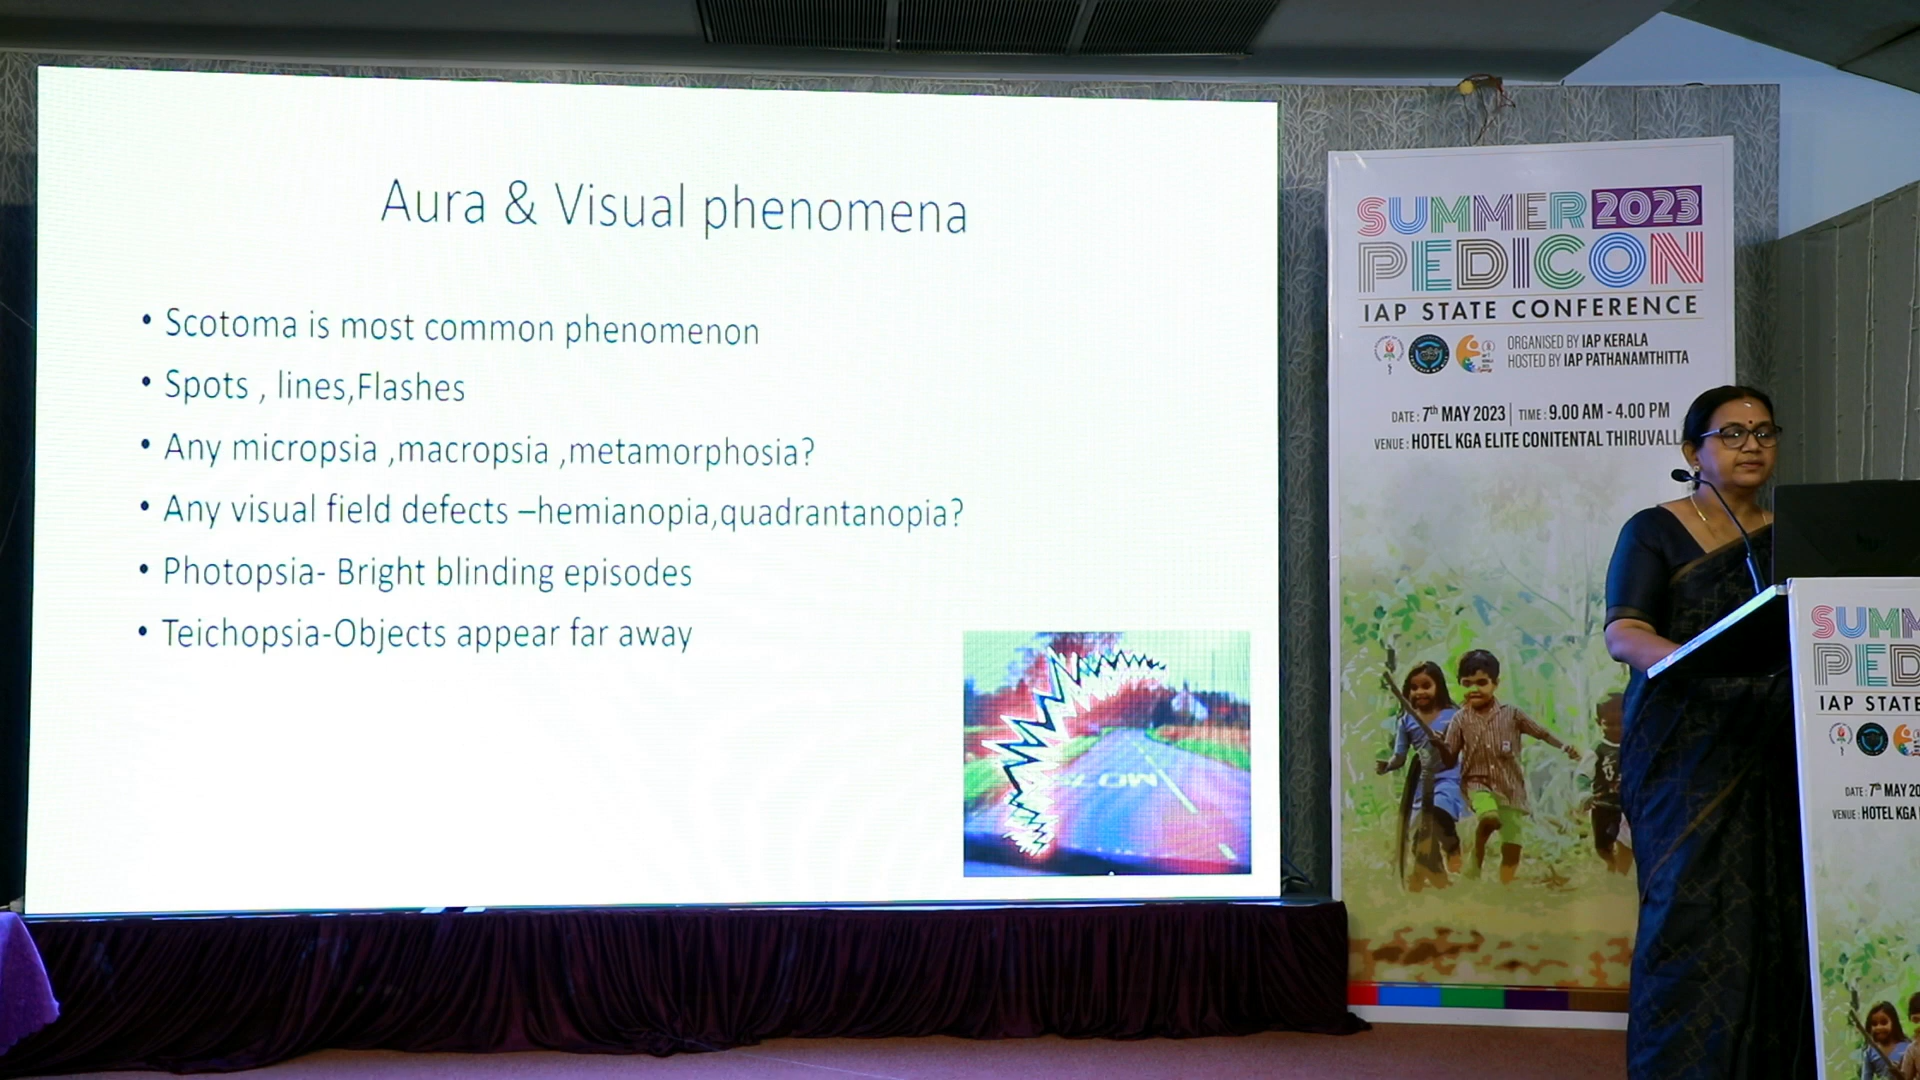 Aura & Visual phenomena
• Scotoma is most common phenomenon
• Spots , lines,Flashes
• Any micropsia ,macropsia ,metamorphosia?
• Any visual field defects –hemianopia,quadrantanopia?
• Photopsia- Bright blinding episodes
• Teichopsia-Objects appear far away
LOW
SUMMER 2023
PEDICON
IAP STATE CONFERENCE
ORGANISED BY IAP KERALA
HOSTED BY IAP PATHANAMTHITTA
DATE : 7th MAY 2023 | TIME : 9.00 AM - 4.00 PM
VENUE : HOTEL KGA ELITE CONITENTAL THIRUVALL
SUMM
PED
IAP STATE
DATE : 7th MAY 20
VENUE : HOTEL KGA